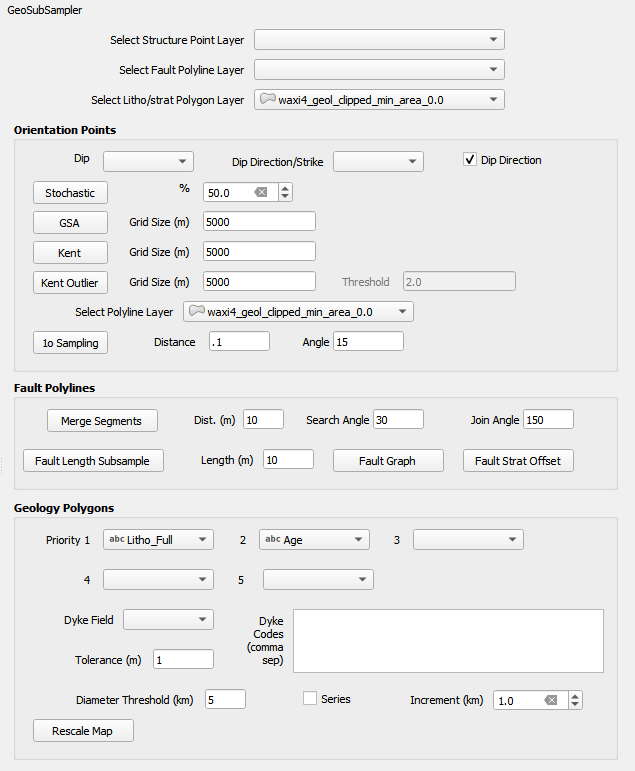 GeoSubSampler
Select Structure Point Layer
Select Fault Polyline Layer
Select Litho/strat Polygon Layer waxi4_geol_clipped_min_area_0.0
Orientation Points
Dip Dip Direction/Strike Dip Direction
Stochastic % 50.0
GSA Grid Size (m) 5000
Kent Grid Size (m) 5000
Kent Outlier Grid Size (m) 5000 Threshold 2.0
Select Polyline Layer waxi4_geol_clipped_min_area_0.0
1o Sampling Distance .1 Angle 15
Fault Polylines
Merge Segments Dist. (m) 10 Search Angle 30 Join Angle 150
Fault Length Subsample Length (m) 10 Fault Graph Fault Strat Offset
Geology Polygons
Priority 1 abc Litho_Full 2 abc Age 3
4 5
Dyke Field Dyke
Codes
(comma
sep)
Tolerance (m) 1
Diameter Threshold (km) 5 Series Increment (km) 1.0
Rescale Map